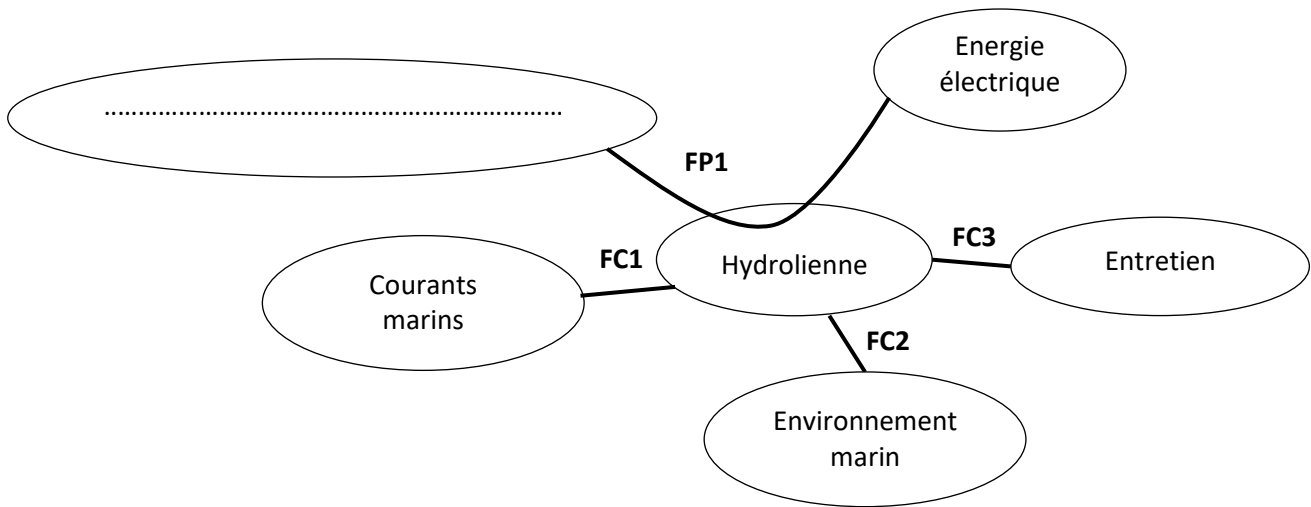 Energie
électrique
……………………………………………………………
FP1
FC1
Hydrolienne
FC3
Entretien
Courants
marins
FC2
Environnement
marin